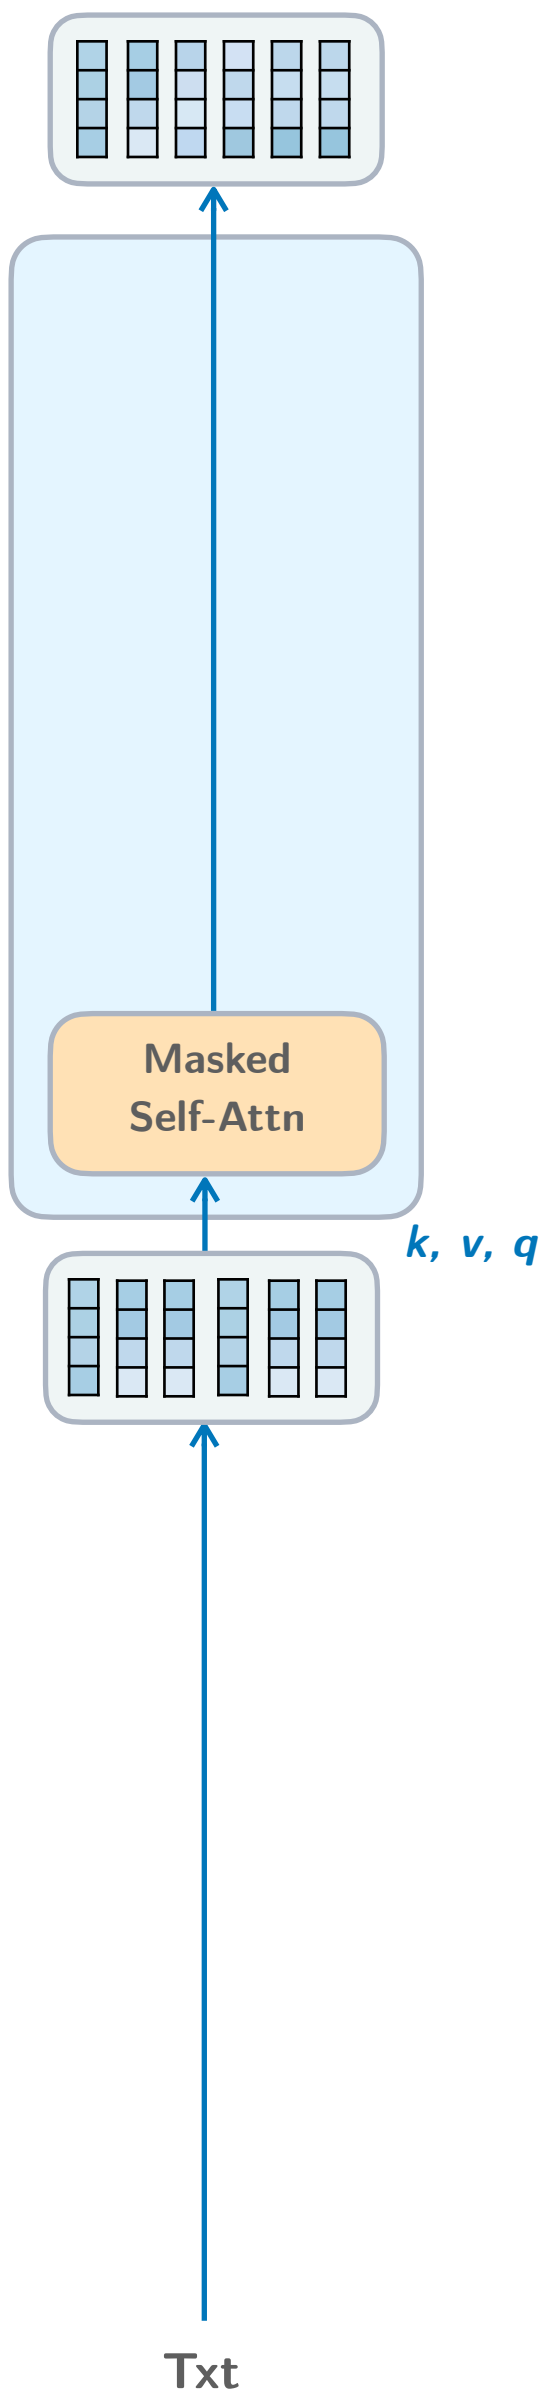 Masked
Self-Attn
k, v, q
Txt